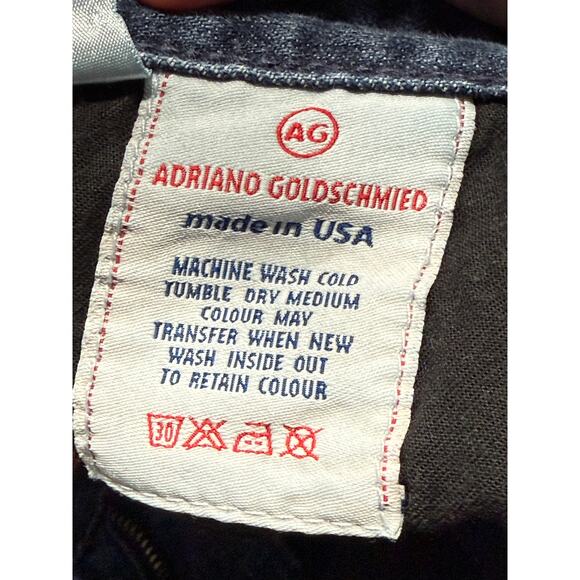 AG
ADRIANO GOLDSCHMIED
made in USA
MACHINE WASH COLD
TUMBLE DRY MEDIUM
COLOUR MAY
TRANSFER WHEN NEW
WASH INSIDE OUT
TO RETAIN COLOUR
30